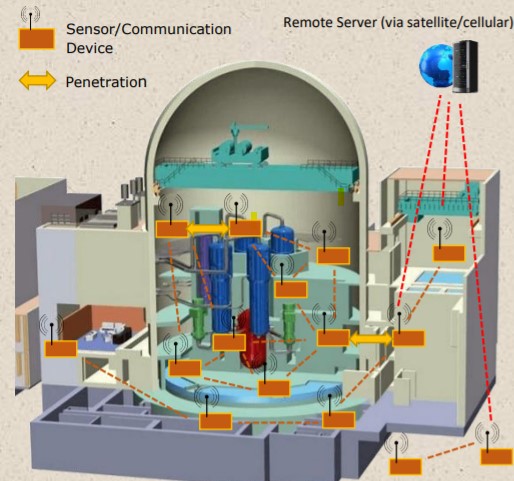 Sensor/Communication
Device
Penetration
Remote Server (via satellite/cellular)